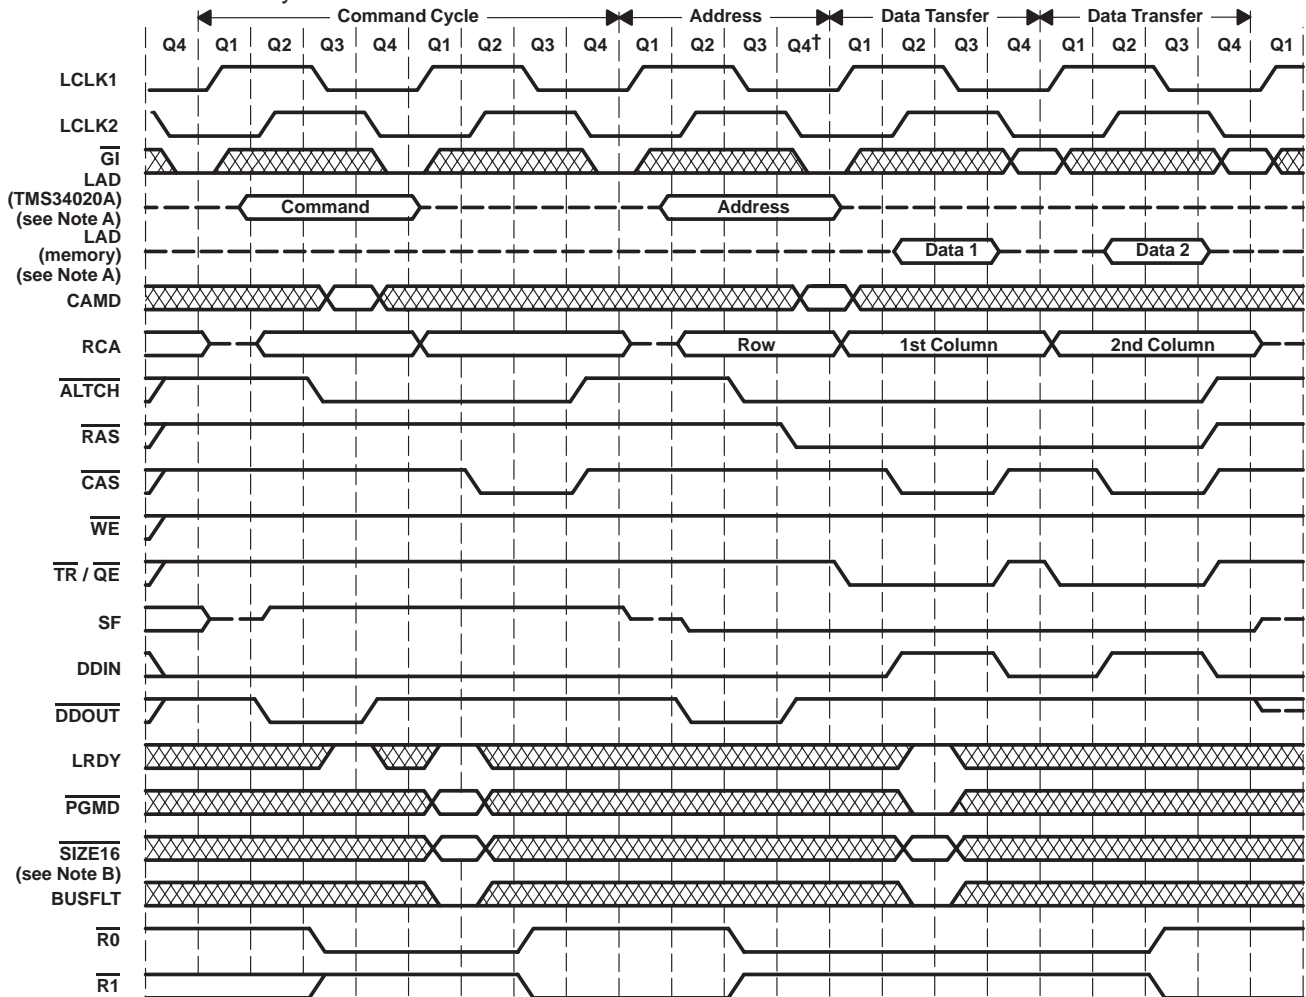 Command Cycle Address Data Tansfer Data Transfer
Q4 Q1 Q2 Q3 Q4 Q1 Q2 Q3 Q4 Q1 Q2 Q3 Q4† Q1 Q2 Q3 Q4 Q1 Q2 Q3 Q4 Q1
LCLK1
LCLK2
GI
LAD
(TMS34020A)
(see Note A)
Command Address
LAD
(memory)
(see Note A)
Data 1 Data 2
CAMD
RCA Row 1st Column 2nd Column
ALTCH
RAS
CAS
WE
TR / QE
SF
DDIN
DDOUT
LRDY
PGMD
SIZE16
(see Note B)
BUSFLT
R0
R1